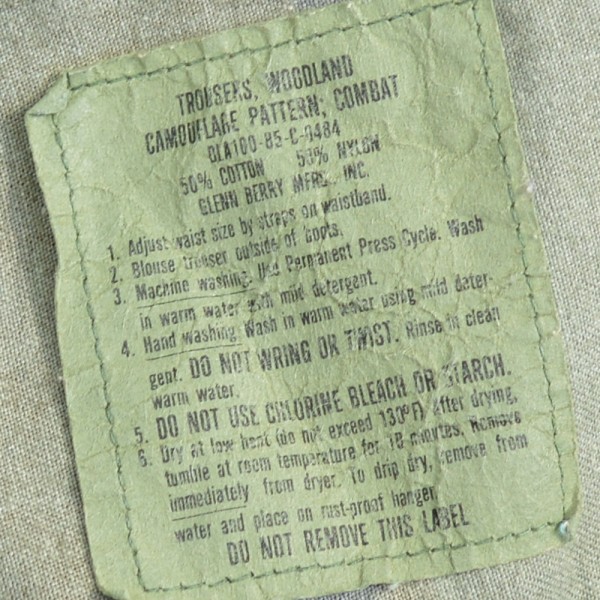 TROUSERS, WOODLAND
CAMOUFLAGE PATTERN; COMBAT
DLA100-85-C-0484
50% COTTON 50% NYLON
GLENN BERRY MFRS. INC.
1. Adjust waist size by straps on waistband.
2. Blouse trouser outside of boots.
3. Machine washing. Use Permanent Press Cycle. Wash
in warm water with mild detergent.
4. Hand washing. Wash in warm water using mild deter-
gent. DO NOT WRING OR TWIST. Rinse in clean
warm water.
5. DO NOT USE CHLORINE BLEACH OR STARCH.
6. Dry at low heat (do not exceed 130°F). After drying,
tumble at room temperature for 10 minutes. Remove
immediately from dryer. To drip dry, remove from
water and place on rust-proof hanger.
DO NOT REMOVE THIS LABEL